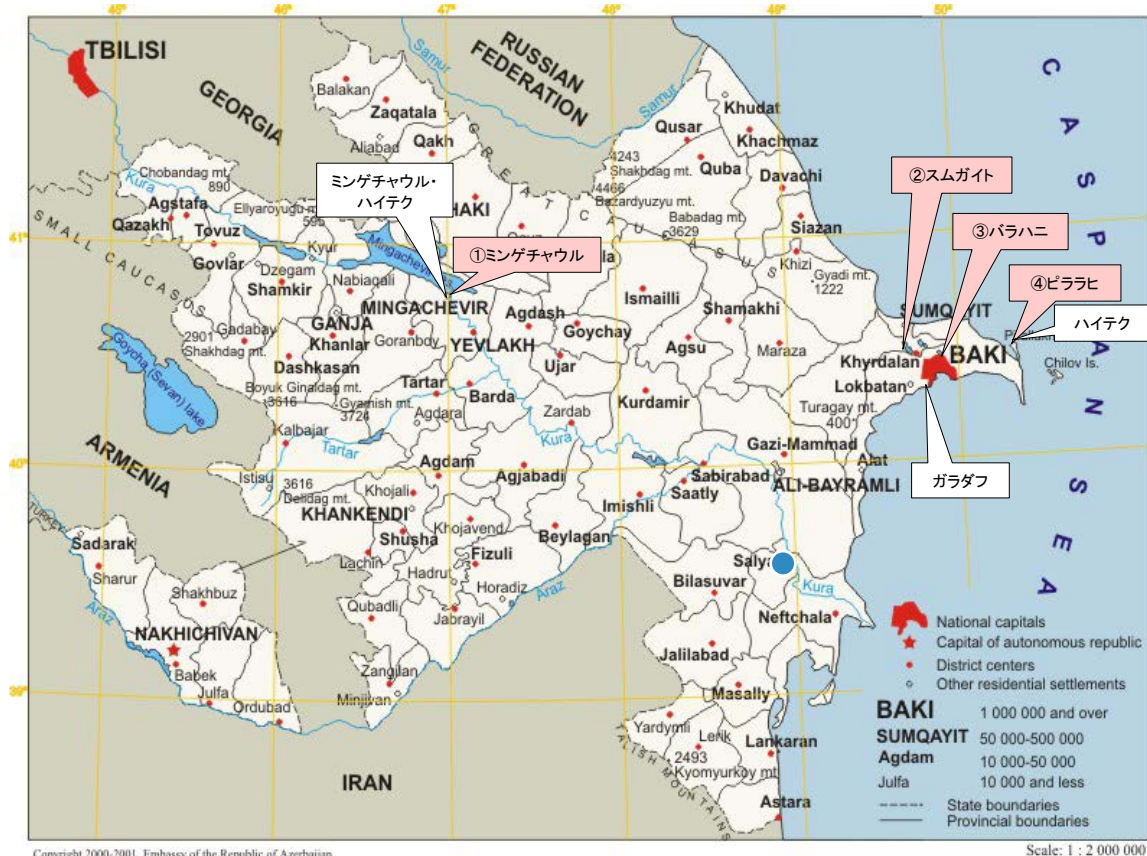 45°
46°
47°
48°
49°
50°
TBILISI
GEORGIA
RUSSIAN
FEDERATION
Samur
Samur
CASPIAN SEA
Balakan
Zaqatala
Aliabad
Qakh
GREAT CAUCASUS
Khudat
Qusar
Khachmaz
4243
Shakhdag mt.
Quba
4466
Bazardyuzyu mt.
Davachi
Babadag mt.
3629
Siazan
Khizi
Gyadi mt.
1222
Chobandag mt.
890
Kura
Agstafa
Qazakh
Tovuz
SMALL CAUCASUS
41°
41°
ミンゲチャウル・
ハイテク
①ミンゲチャウル
②スムガイト
③バラハニ
④ピララヒ
ハイテク
ガラダフ
Kyur
Govlar
Dzegam
Shamkir
Nabiagali
MINGACHEVIR
GANJA
Khanlar
Goranboy
YEVLAKH
Agdash
Goychay
Ismailli
Shamakhi
Ujar
Agsu
Maraza
SUMQAYIT
Khyrdalan
BAKI
Lokbatan
Chilov Is.
2901
Gadabay
Shakhdag mt.
Dashkasan
Boyuk Ginaldag mt.
3616
Gyamish mt.
3724
Goycha (Sevan) lake
Tartar
Barda
Agdara
Zardab
Kurdamir
Turagay mt.
400
Kalbajar
Tartar
Kura
Gazi-Mammad
40°
40°
ARMENIA
Istisu
3616
Delidag mt.
Agdam
Khojali
Agjabadi
Sabirabad
Alat
ALI-BAYRAMLI
Saatly
Imishli
KHANKENDI
Shusha
Khojavend
Beylagan
TURKEY
Sadarak
Sharur
Lachin
Fizuli
Hadrut
Horadiz
Araz
Bilasuvar
Kura
Shakhbuz
Qubadli
Jabrayil
Neftchala
Araz
NAKHICHIVAN
Babek
Julfa
Ordubad
Zangilan
Minjivan
Jalilabad
39°
39°
Masally
Yardymli
Lerik
2493
Kyomyurkoy mt.
Lankaran
TALISH MOUNTAINS
Astara
IRAN
National capitals
Capital of autonomous republic
District centers
Other residential settlements
BAKI 1 000 000 and over
SUMQAYIT 50 000-500 000
Agdam 10 000-50 000
Julfa 10 000 and less
State boundaries
Provincial boundaries
Copyright 2000-2001, Embassy of the Republic of Azerbaijan
Scale: 1 : 2 000 000